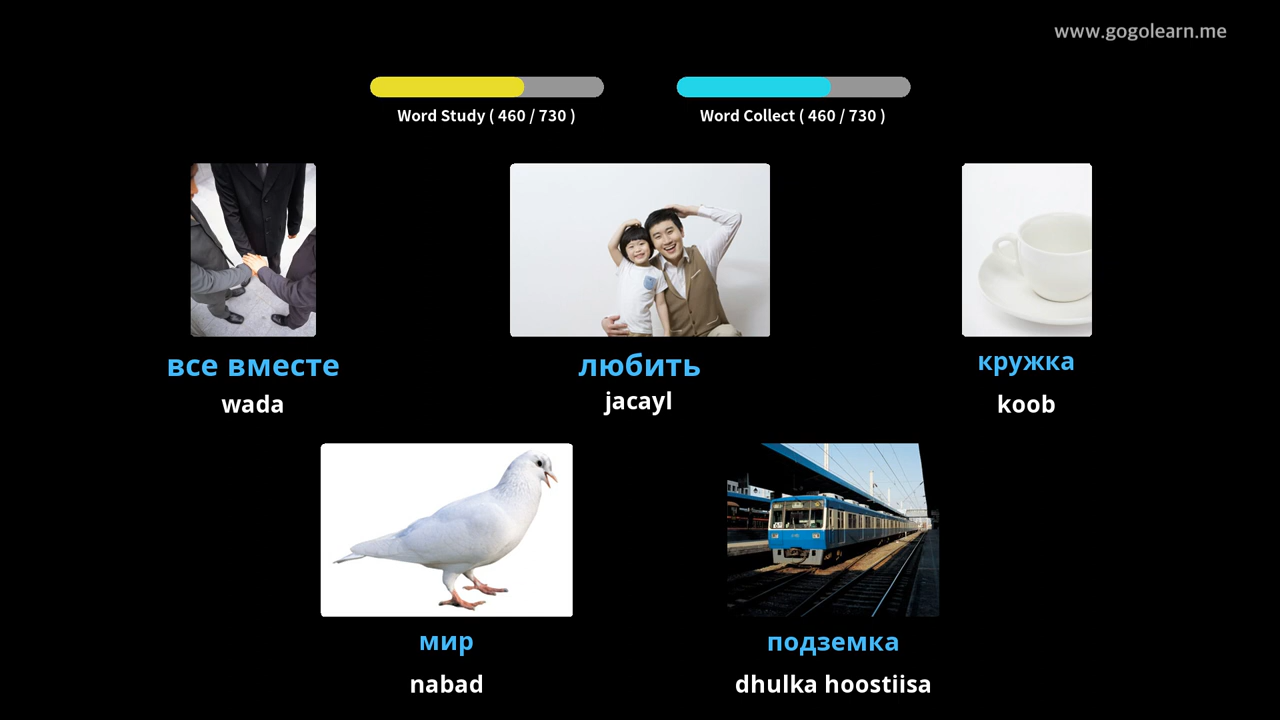 www.gogolearn.me
Word Study ( 460 / 730 )
Word Collect ( 460 / 730 )
все вместе
wada
любить
jacayl
кружка
koob
мир
nabad
подземка
dhulka hoostiisa